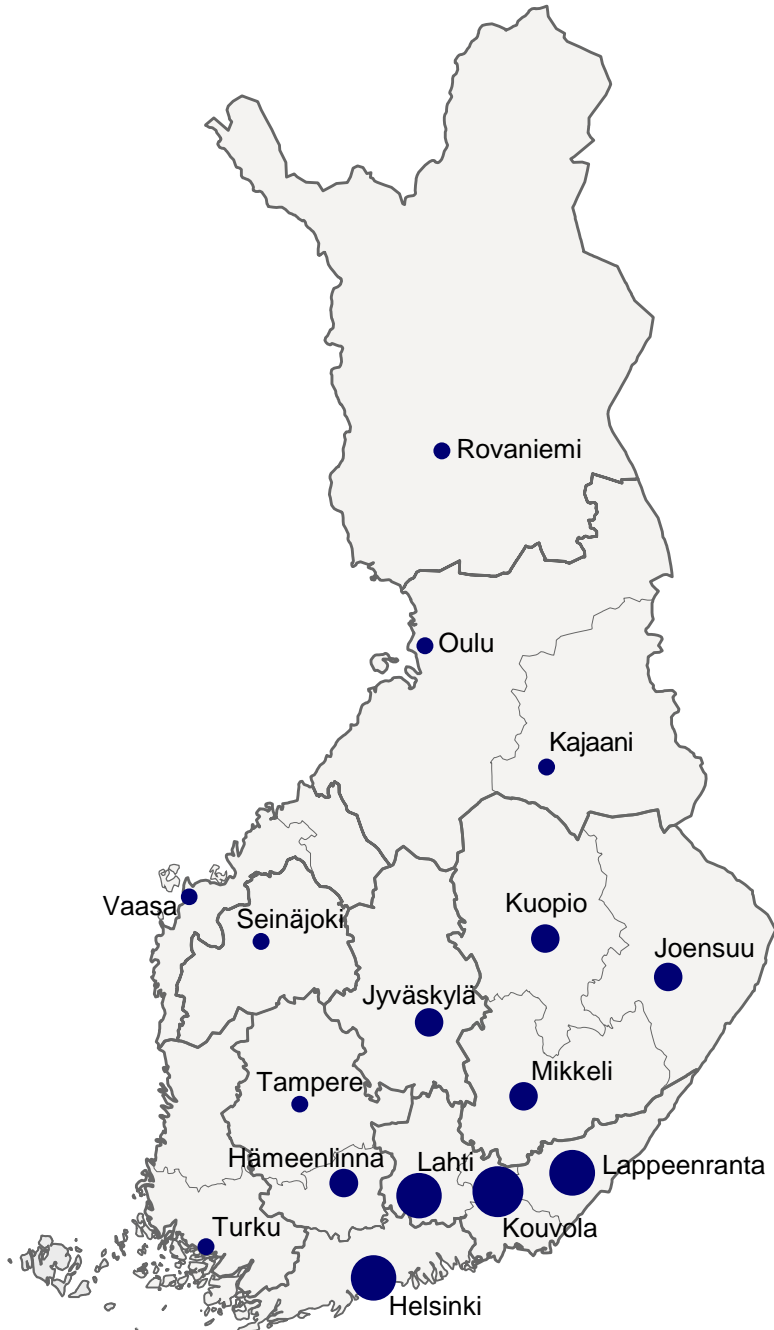 Rovaniemi
Oulu
Kajaani
Vaasa
Seinäjoki
Kuopio
Joensuu
Jyväskylä
Mikkeli
Tampere
Hämeenlinna
Lahti
Lappeenranta
Kouvola
Turku
Helsinki